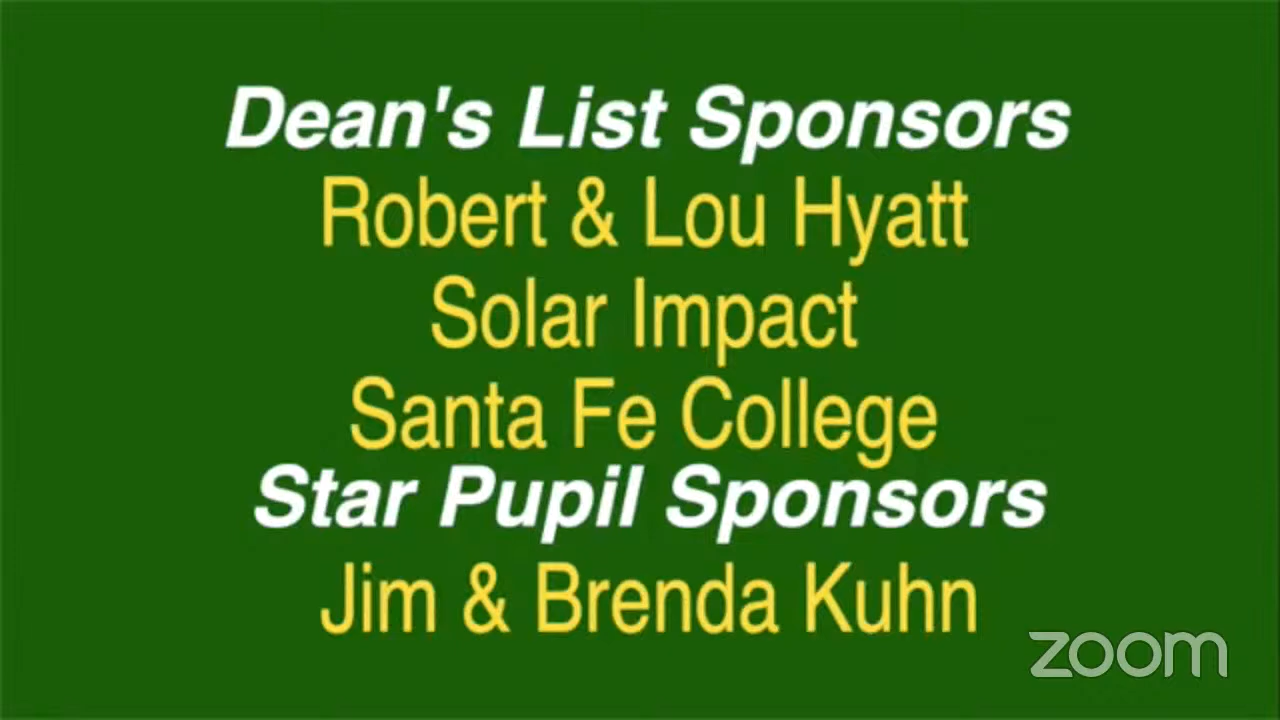 Dean's List Sponsors
Robert & Lou Hyatt
Solar Impact
Santa Fe College
Star Pupil Sponsors
Jim & Brenda Kuhn
zoom